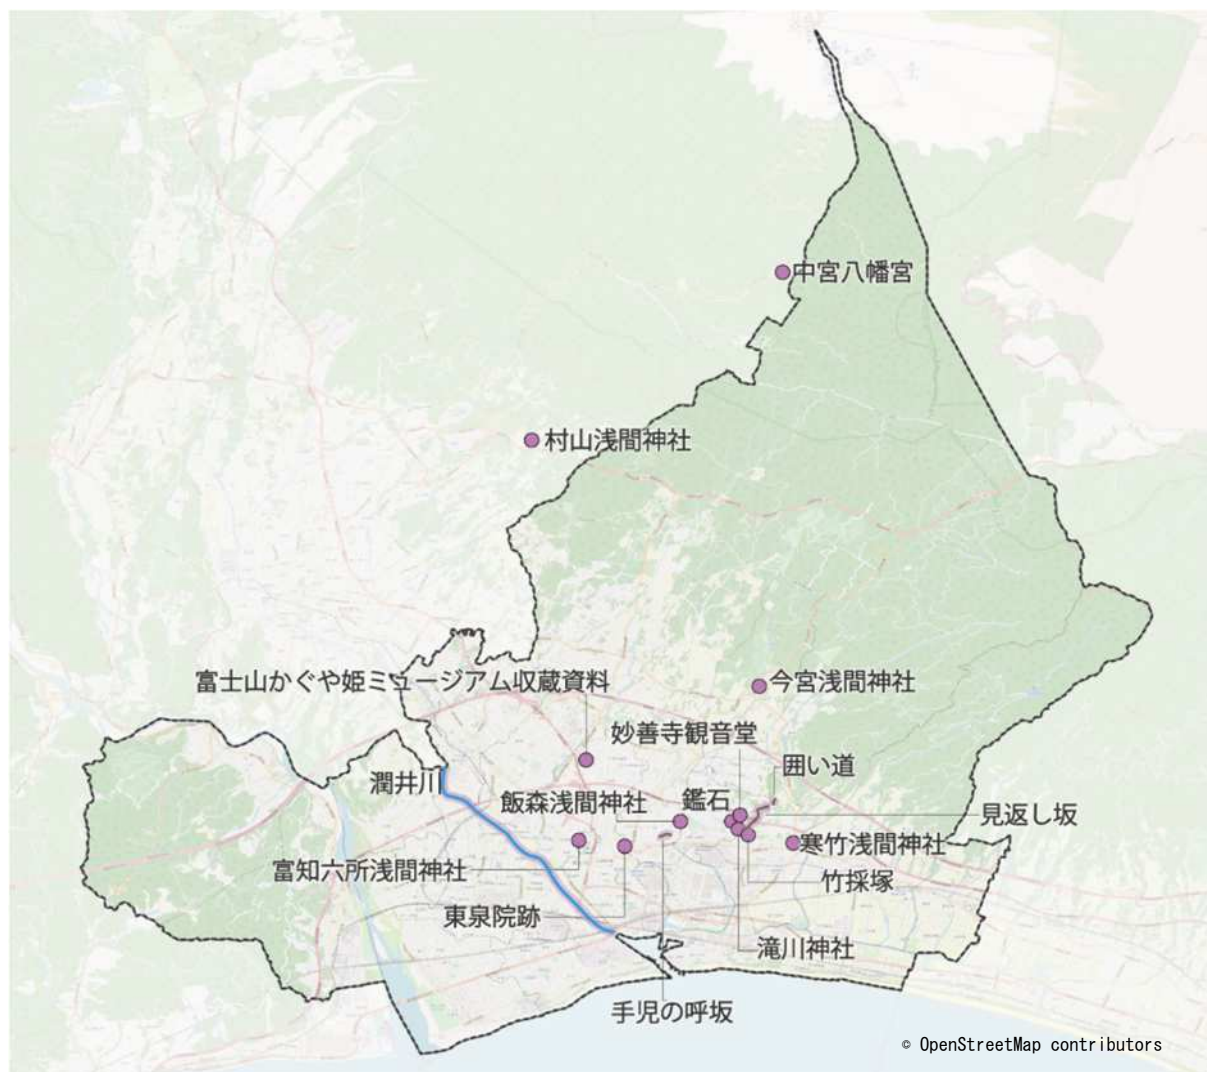 中宮八幡宮
村山浅間神社
富士山かぐや姫ミュージアム収蔵資料
今宮浅間神社
妙善寺観音堂
囲い道
潤井川
飯森浅間神社
鑑石
見返し坂
寒竹浅間神社
富知六所浅間神社
竹採塚
東泉院跡
滝川神社
手児の呼坂
© OpenStreetMap contributors